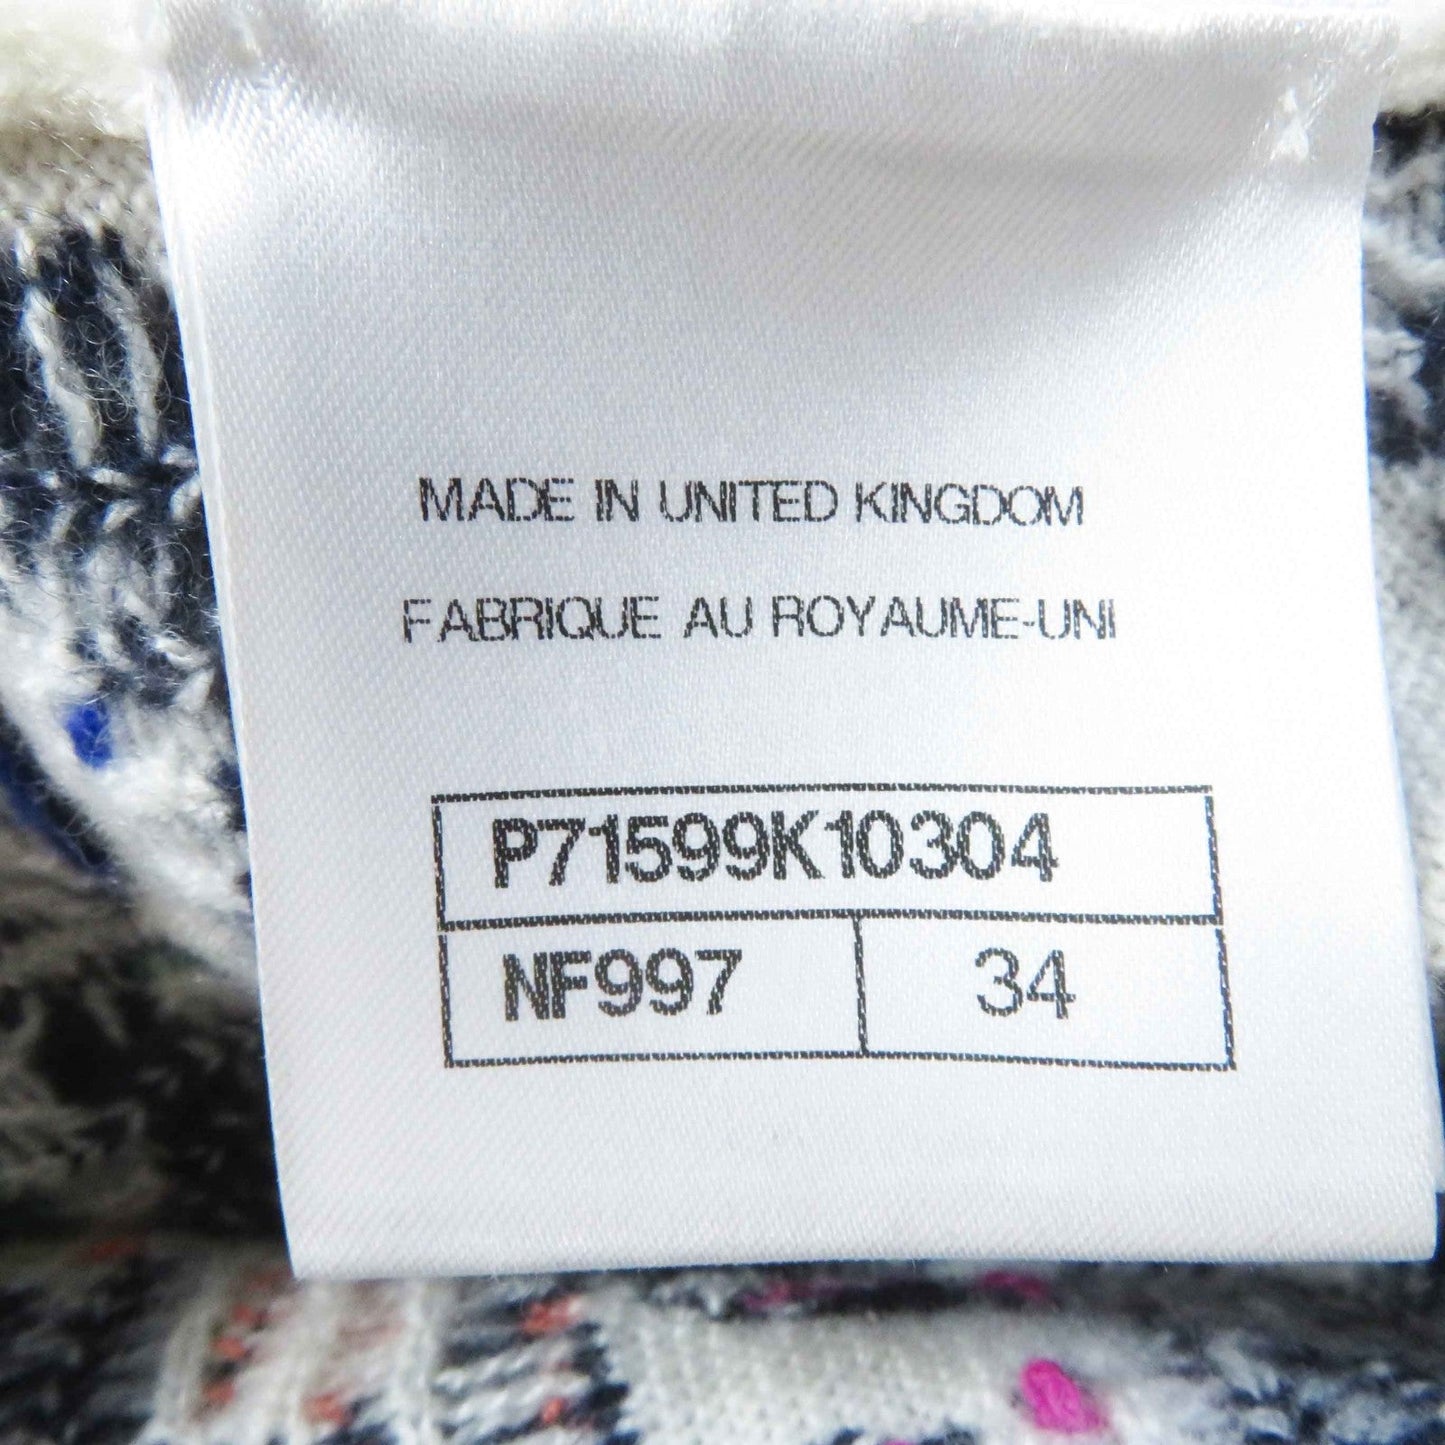 MADE IN UNITED KINGDOM
FABRIQUE AU ROYAUME-UNI
P71599K10304
NF997 34